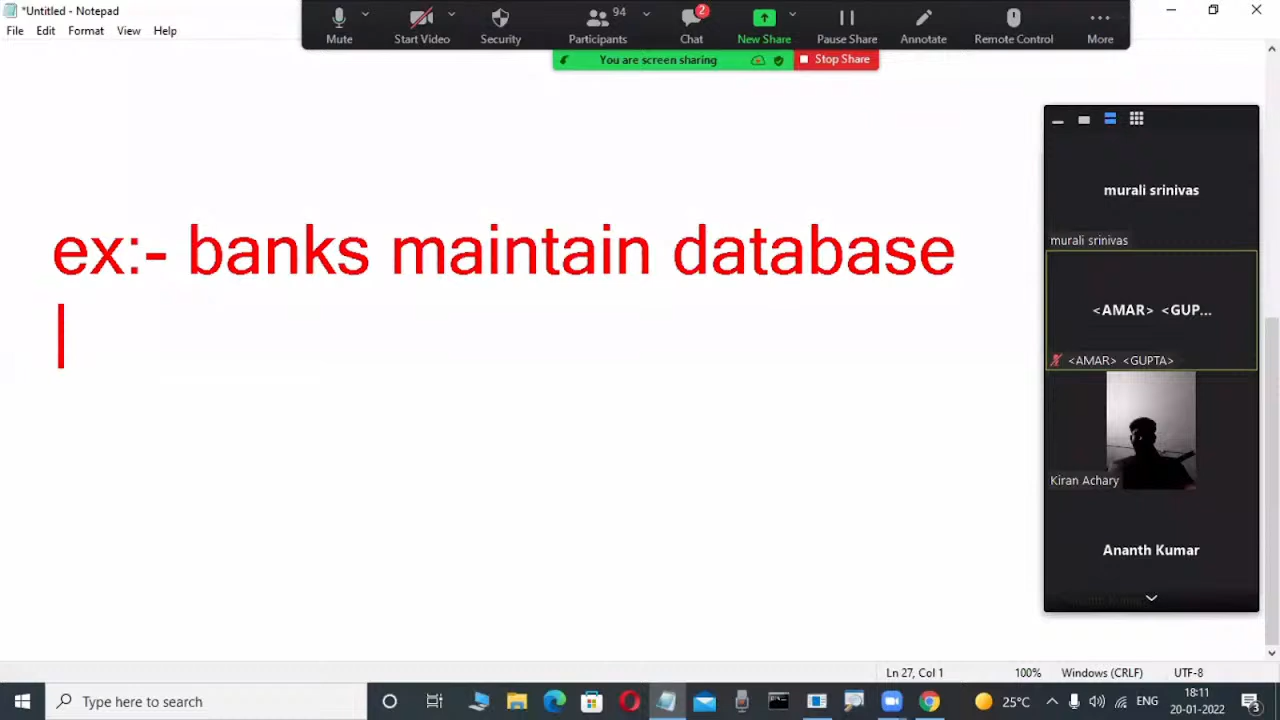 *Untitled - Notepad
File Edit Format View Help
Mute Start Video Security Participants 94 Chat 2 New Share Pause Share Annotate Remote Control More
You are screen sharing Stop Share
murali srinivas
murali srinivas
ex:- banks maintain database
<AMAR> <GUP...
<AMAR> <GUPTA>
Kiran Achary
Ananth Kumar
Ln 27, Col 1 100% Windows (CRLF) UTF-8
Type here to search
25°C ENG 18:11
20-01-2022 3